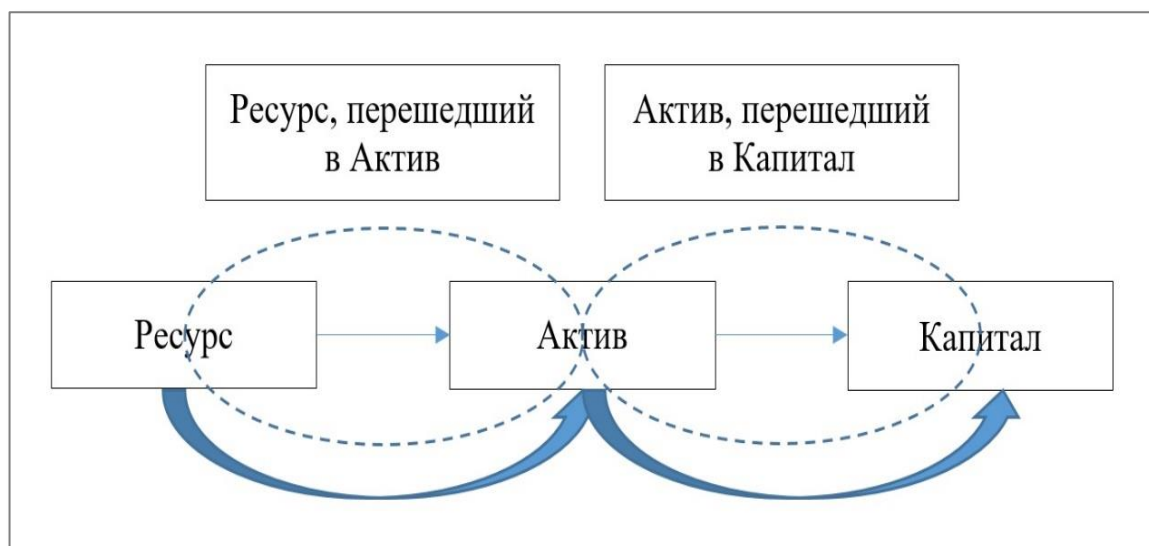 Ресурс, перешедший
в Актив
Актив, перешедший
в Капитал
Ресурс
Актив
Капитал